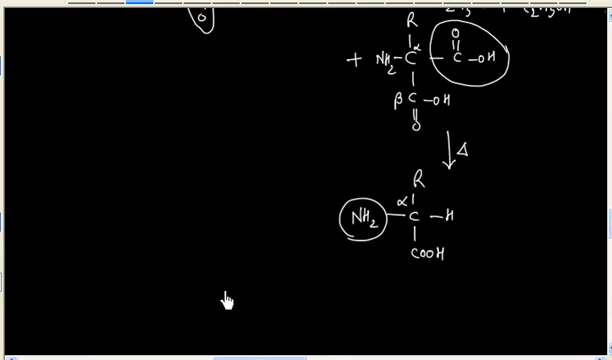 O
R
O
+ NH2 - C α - C - OH
β C - OH
O
Δ
R
α
NH2 - C - H
COOH